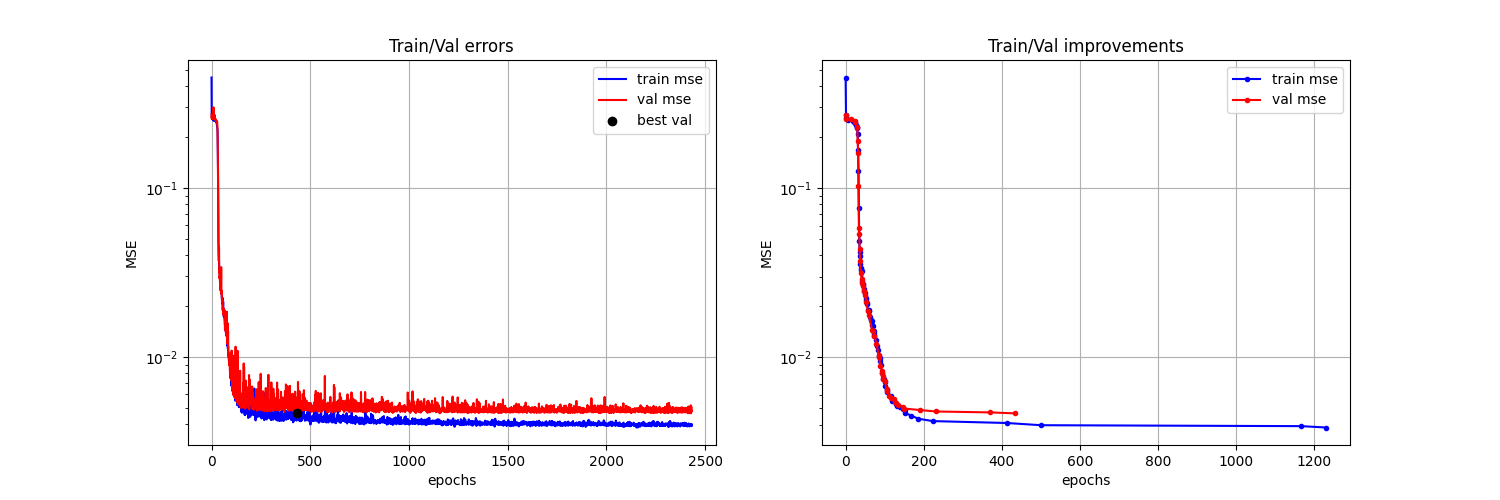 Train/Val errors
train mse
val mse
best val
MSE
10⁻¹
10⁻²
0 500 1000 1500 2000 2500
epochs
Train/Val improvements
train mse
val mse
MSE
10⁻¹
10⁻²
0 200 400 600 800 1000 1200
epochs